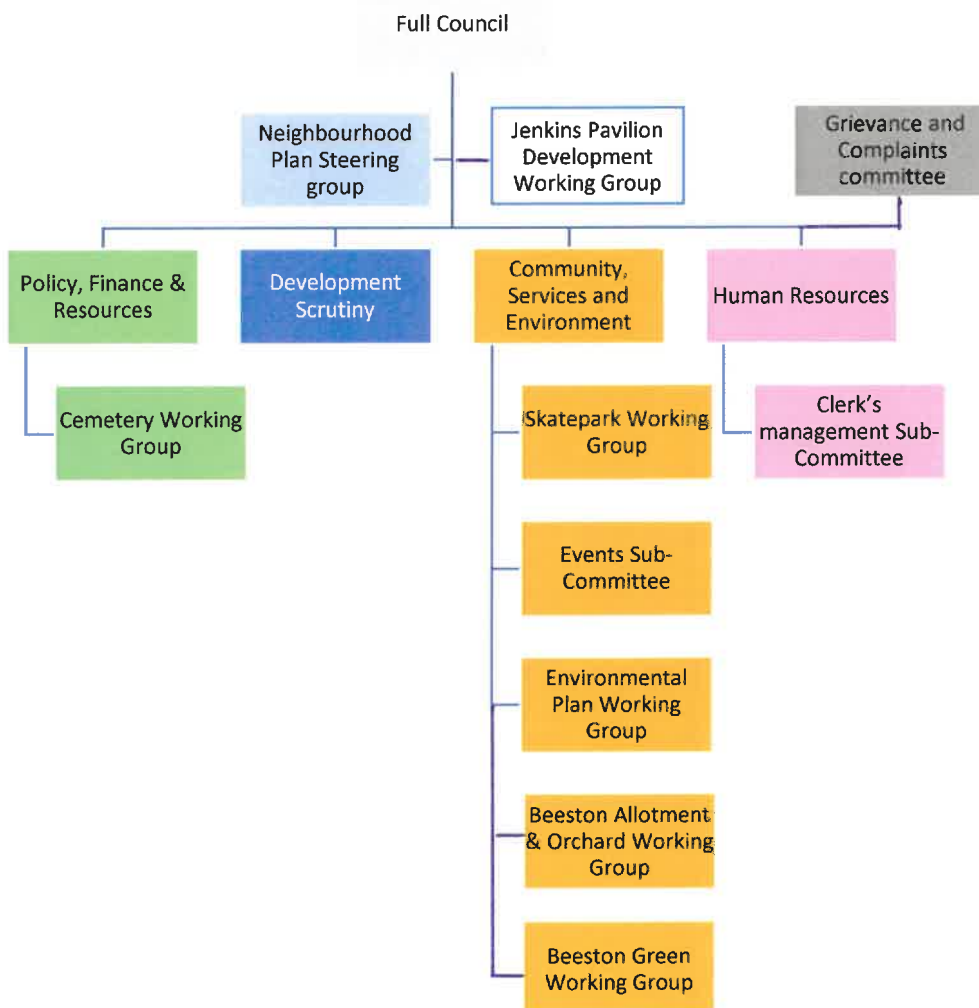 Full Council
Neighbourhood
Plan Steering
group
Jenkins Pavilion
Development
Working Group
Grievance and
Complaints
committee
Policy, Finance &
Resources
Development
Scrutiny
Community,
Services and
Environment
Human Resources
Cemetery Working
Group
Skatepark Working
Group
Clerk's
management Sub-
Committee
Events Sub-
Committee
Environmental
Plan Working
Group
Beeston Allotment
& Orchard Working
Group
Beeston Green
Working Group